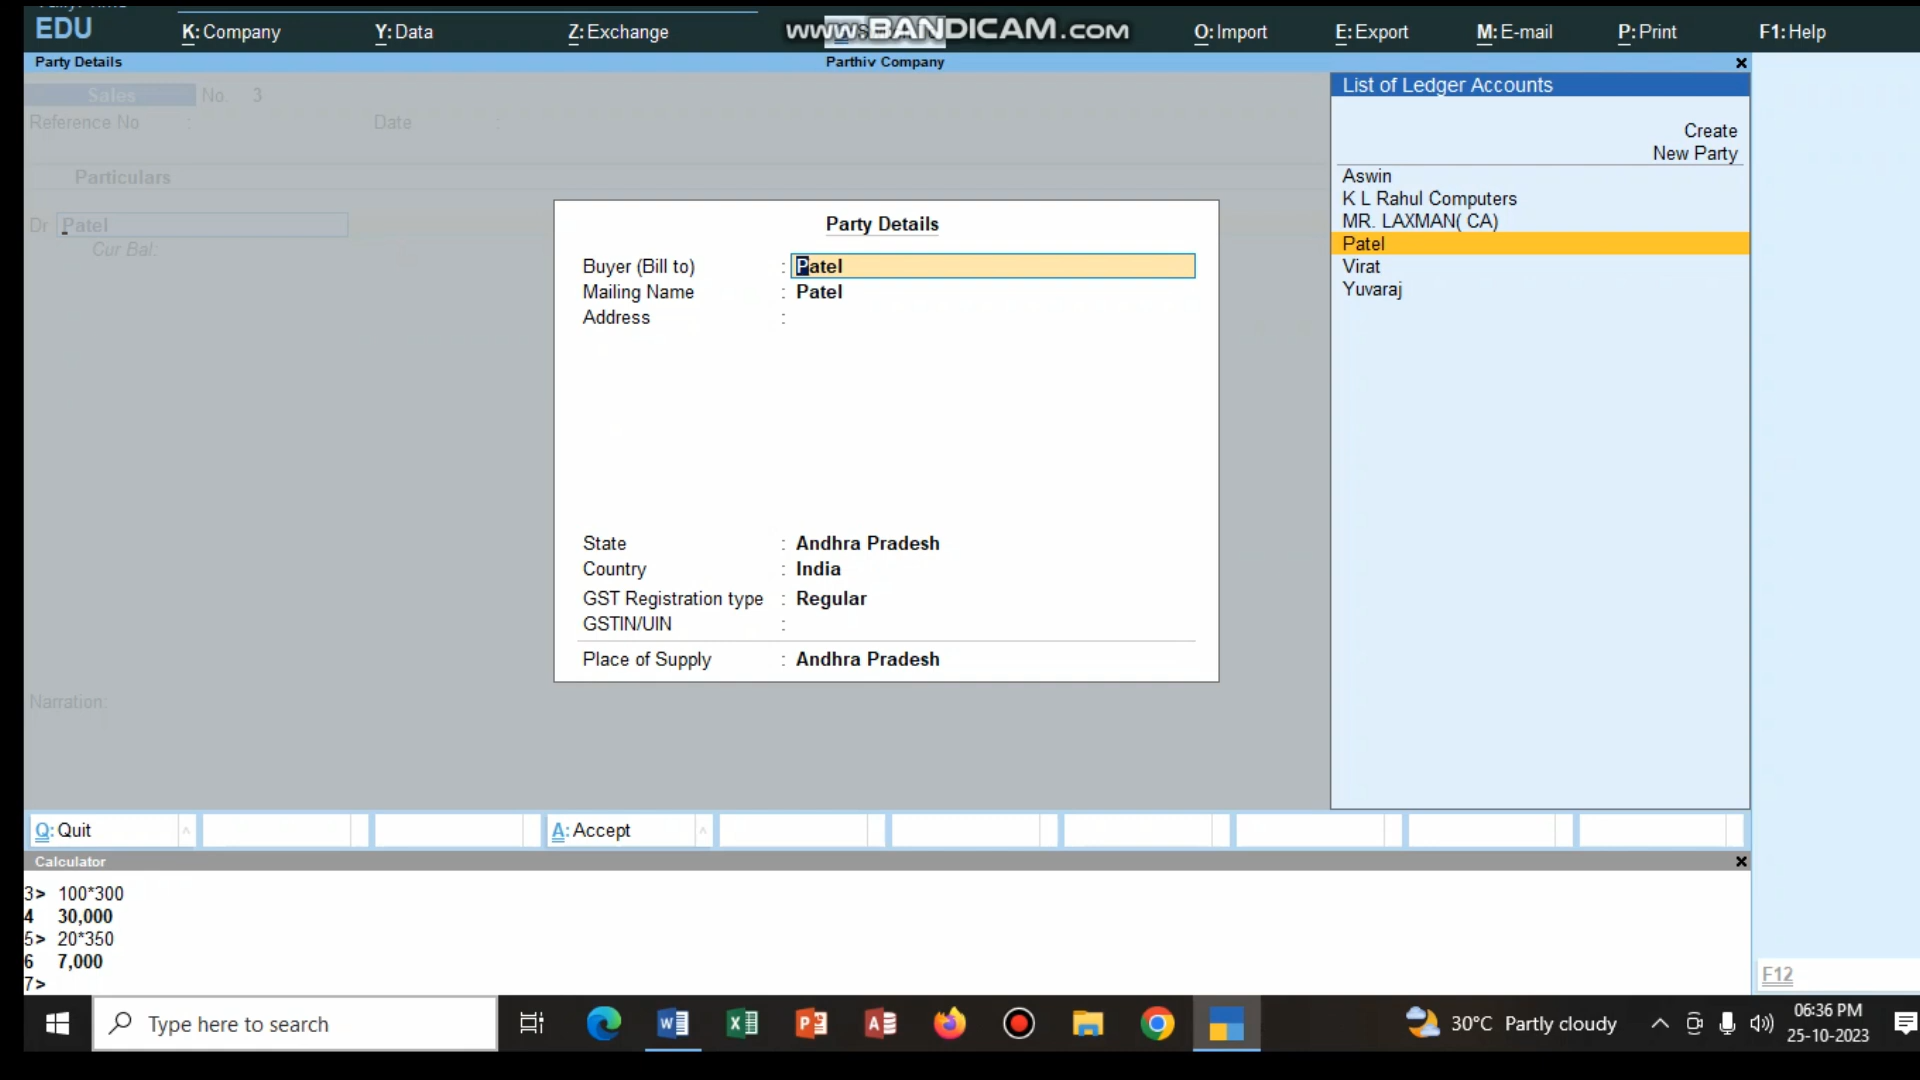 EDU
K: Company
Y: Data
Z: Exchange
www.BANDICAM.com
O: Import
E: Export
M: E-mail
P: Print
F1: Help
Party Details
Parthiv Company
Sales No. 3
Reference No : Date :
Particulars
Dr Patel
Cur Bal:
Narration:
Party Details
Buyer (Bill to) : Patel
Mailing Name : Patel
Address :
State : Andhra Pradesh
Country : India
GST Registration type : Regular
GSTIN/UIN :
Place of Supply : Andhra Pradesh
List of Ledger Accounts
Create
New Party
Aswin
K L Rahul Computers
MR. LAXMAN( CA)
Patel
Virat
Yuvaraj
Q: Quit
A: Accept
Calculator
3> 100*300
4 30,000
5> 20*350
6 7,000
7>
F12
Type here to search
30°C Partly cloudy
06:36 PM
25-10-2023